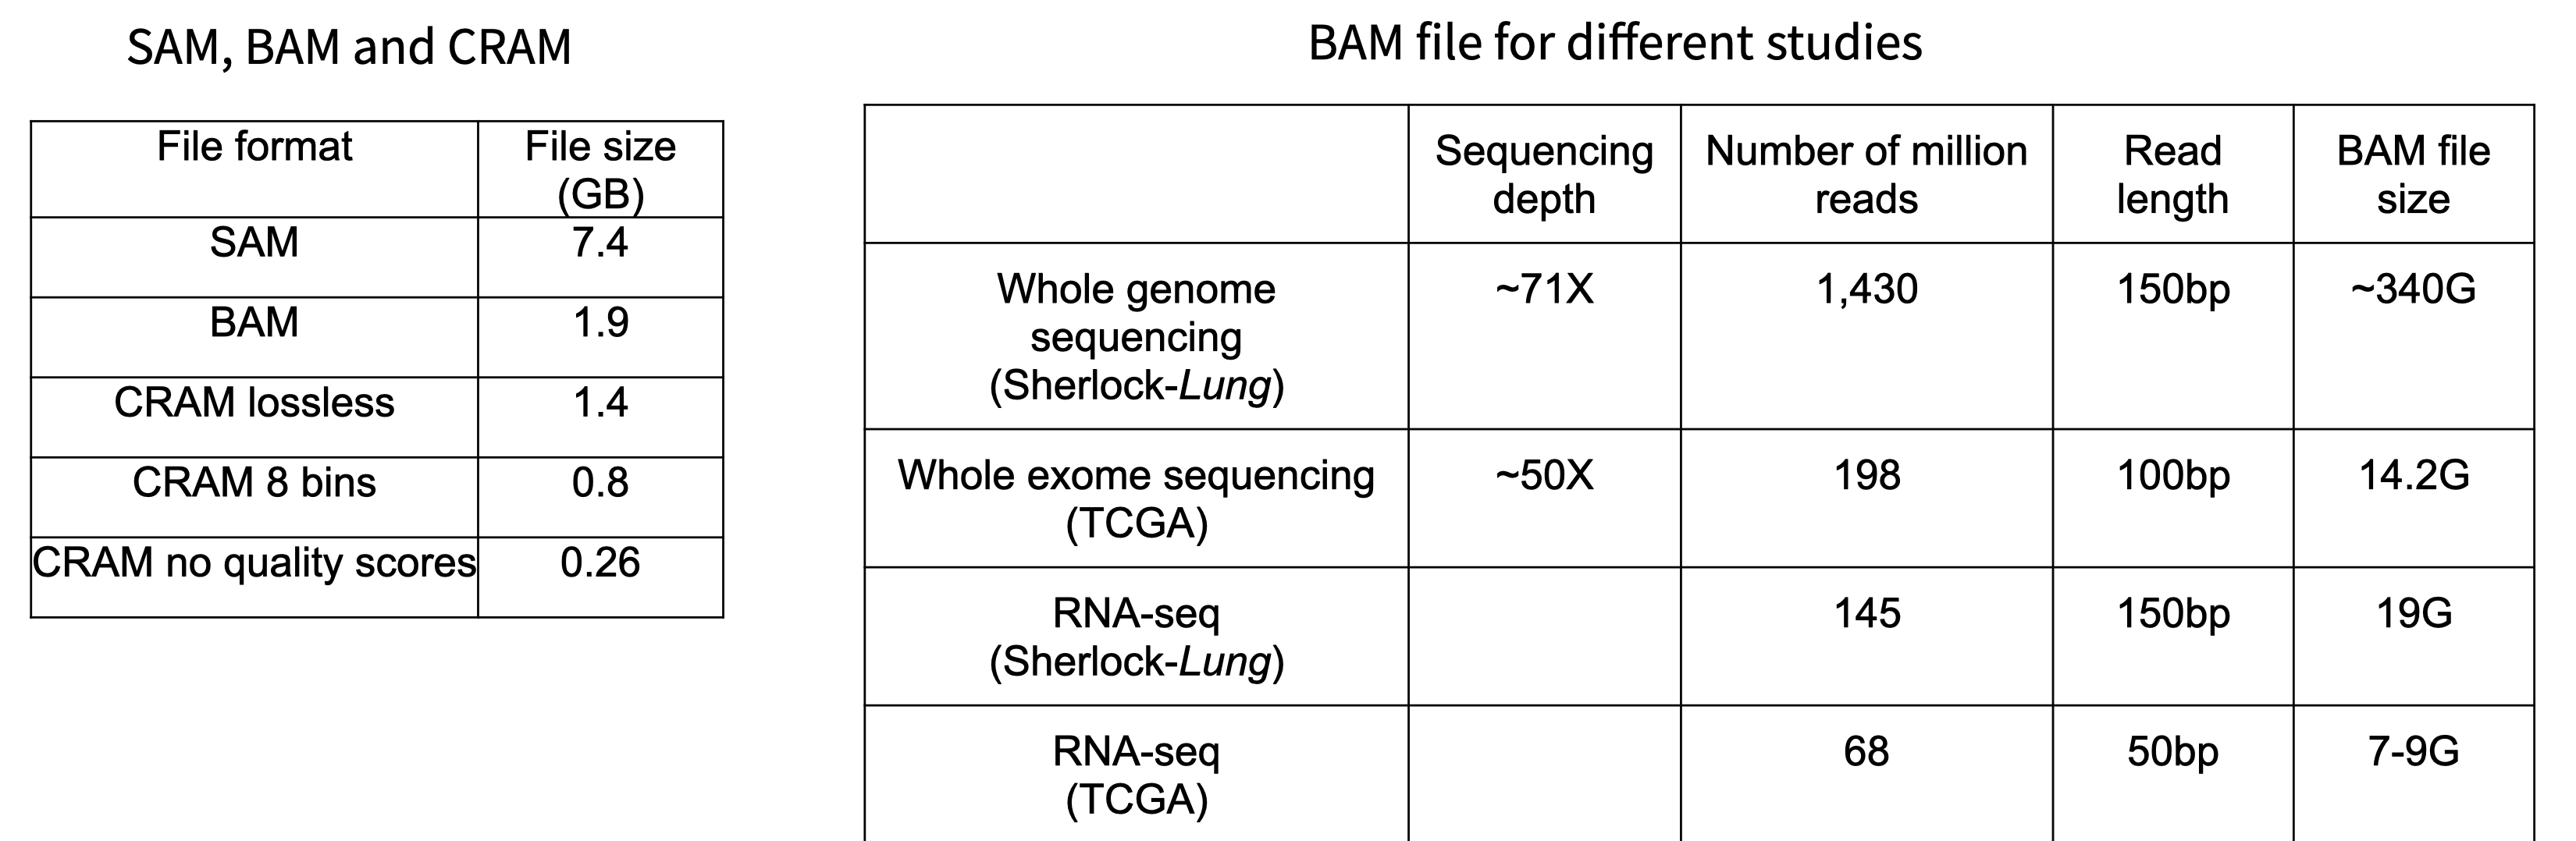 SAM, BAM and CRAM
File format
File size
(GB)
SAM
7.4
BAM
1.9
CRAM lossless
1.4
CRAM 8 bins
0.8
CRAM no quality scores
0.26
BAM file for different studies
Sequencing
depth
Number of million
reads
Read
length
BAM file
size
Whole genome
sequencing
(Sherlock-Lung)
~71X
1,430
150bp
~340G
Whole exome sequencing
(TCGA)
~50X
198
100bp
14.2G
RNA-seq
(Sherlock-Lung)
145
150bp
19G
RNA-seq
(TCGA)
68
50bp
7-9G